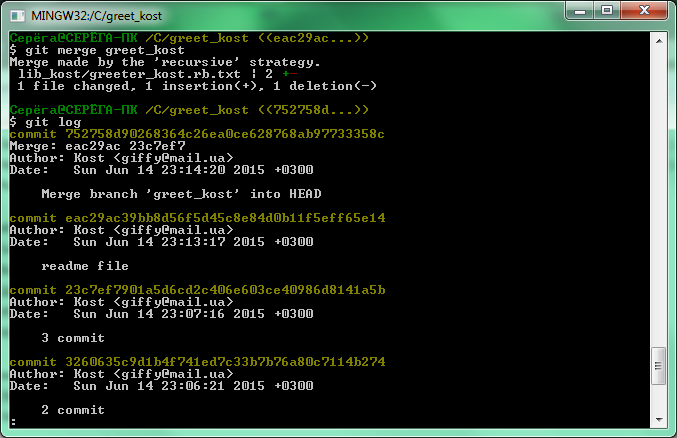 MINGW32:/C/greet_kost
Серёга@СЕРЁГА-ПК /C/greet_kost ((eac29ac...))
$ git merge greet_kost
Merge made by the 'recursive' strategy.
 lib_kost/greeter_kost.rb.txt | 2 +-
 1 file changed, 1 insertion(+), 1 deletion(-)
Серёга@СЕРЁГА-ПК /C/greet_kost ((752758d...))
$ git log
commit 752758d90268364c26ea0ce628768ab97733358c
Merge: eac29ac 23c7ef7
Author: Kost <giffy@mail.ua>
Date:   Sun Jun 14 23:14:20 2015 +0300
    Merge branch 'greet_kost' into HEAD
commit eac29ac39bb8d56f5d45c8e84d0b11f5eff65e14
Author: Kost <giffy@mail.ua>
Date:   Sun Jun 14 23:13:17 2015 +0300
    readme file
commit 23c7ef7901a5d6cd2c406e603ce40986d8141a5b
Author: Kost <giffy@mail.ua>
Date:   Sun Jun 14 23:07:16 2015 +0300
    3 commit
commit 3260635c9d1b4f741ed7c33b7b76a80c7114b274
Author: Kost <giffy@mail.ua>
Date:   Sun Jun 14 23:06:21 2015 +0300
    2 commit
: